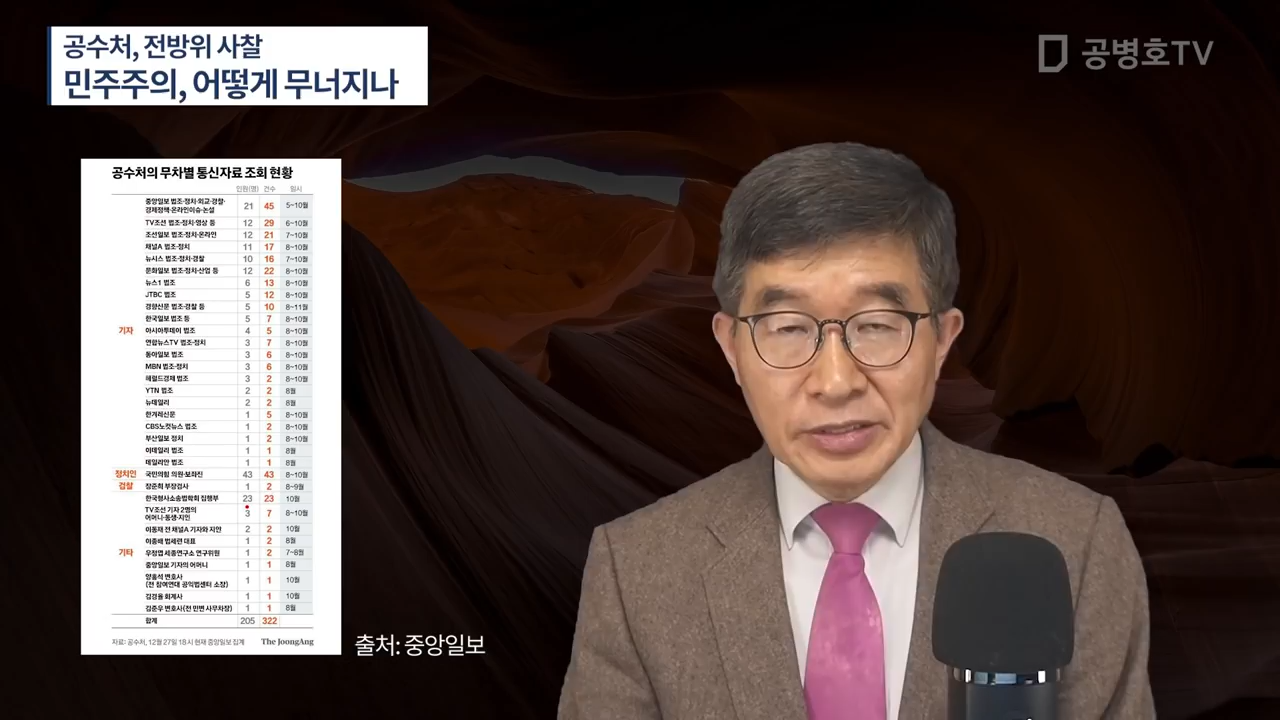 공수처, 전방위 사찰
민주주의, 어떻게 무너지나
공병호TV
공수처의 무차별 통신자료 조회 현황
인원(명) 건수 일시
중앙일보 법조·정치·외교·경찰·
경제정책·온라인이슈·논설 21 45 5~10월
TV조선 법조·정치·영상 등 12 29 6~10월
조선일보 법조·정치·온라인 12 21 7~10월
채널A 법조·정치 11 17 8~10월
뉴시스 법조·정치·경찰 10 16 7~10월
문화일보 법조·정치·산업 등 12 22 8~10월
뉴스1 법조 6 13 8~10월
JTBC 법조 5 12 8~10월
경향신문 법조·경찰 등 5 10 8~11월
한국일보 법조 등 5 7 8~10월
기자 아시아투데이 법조 4 5 8~10월
연합뉴스TV 법조·정치 3 7 8~10월
동아일보 법조 3 6 8~10월
MBN 법조·정치 3 6 8~10월
헤럴드경제 법조 3 2 8~10월
YTN 법조 2 2 8월
뉴데일리 2 2 8월
한겨레신문 1 5 8~10월
CBS노컷뉴스 법조 1 2 8~10월
부산일보 정치 1 2 8~10월
이데일리 법조 1 1 8월
데일리안 법조 1 1 8월
정치인 국민의힘 의원·보좌진 43 43 8~10월
검찰 장준희 부장검사 1 2 8~9월
한국형사소송법학회 집행부 23 23 10월
TV조선 기자 2명의
어머니·동생·지인 3 7 8~10월
이동재 전 채널A 기자와 지인 2 2 10월
이종배 법세련 대표 1 2 8월
기타 우정엽 세종연구소 연구위원 1 2 7~8월
중앙일보 기자의 어머니 1 1 8월
양홍석 변호사
(전 참여연대 공익법센터 소장) 1 1 10월
김경율 회계사 1 1 10월
김준우 변호사(전 민변 사무차장) 1 1 8월
합계 205 322
자료: 공수처, 12월 27일 18시 현재 중앙일보 집계 The JoongAng
출처: 중앙일보